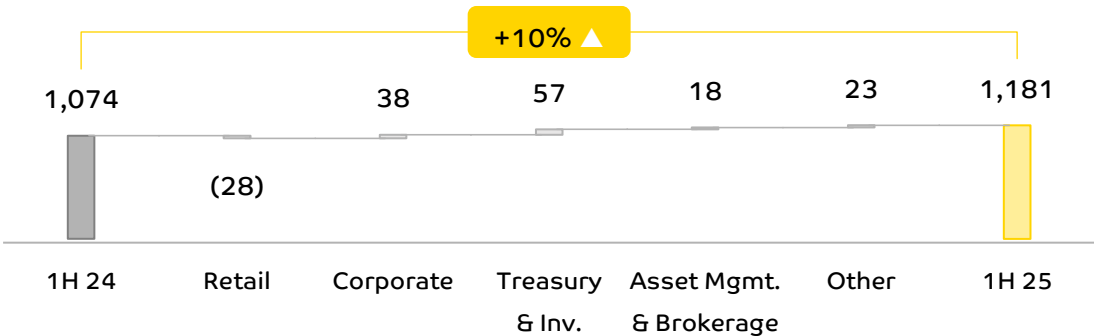 +10%
1,074
38
57
18
23
1,181
(28)
1H 24
Retail
Corporate
Treasury
& Inv.
Asset Mgmt.
& Brokerage
Other
1H 25